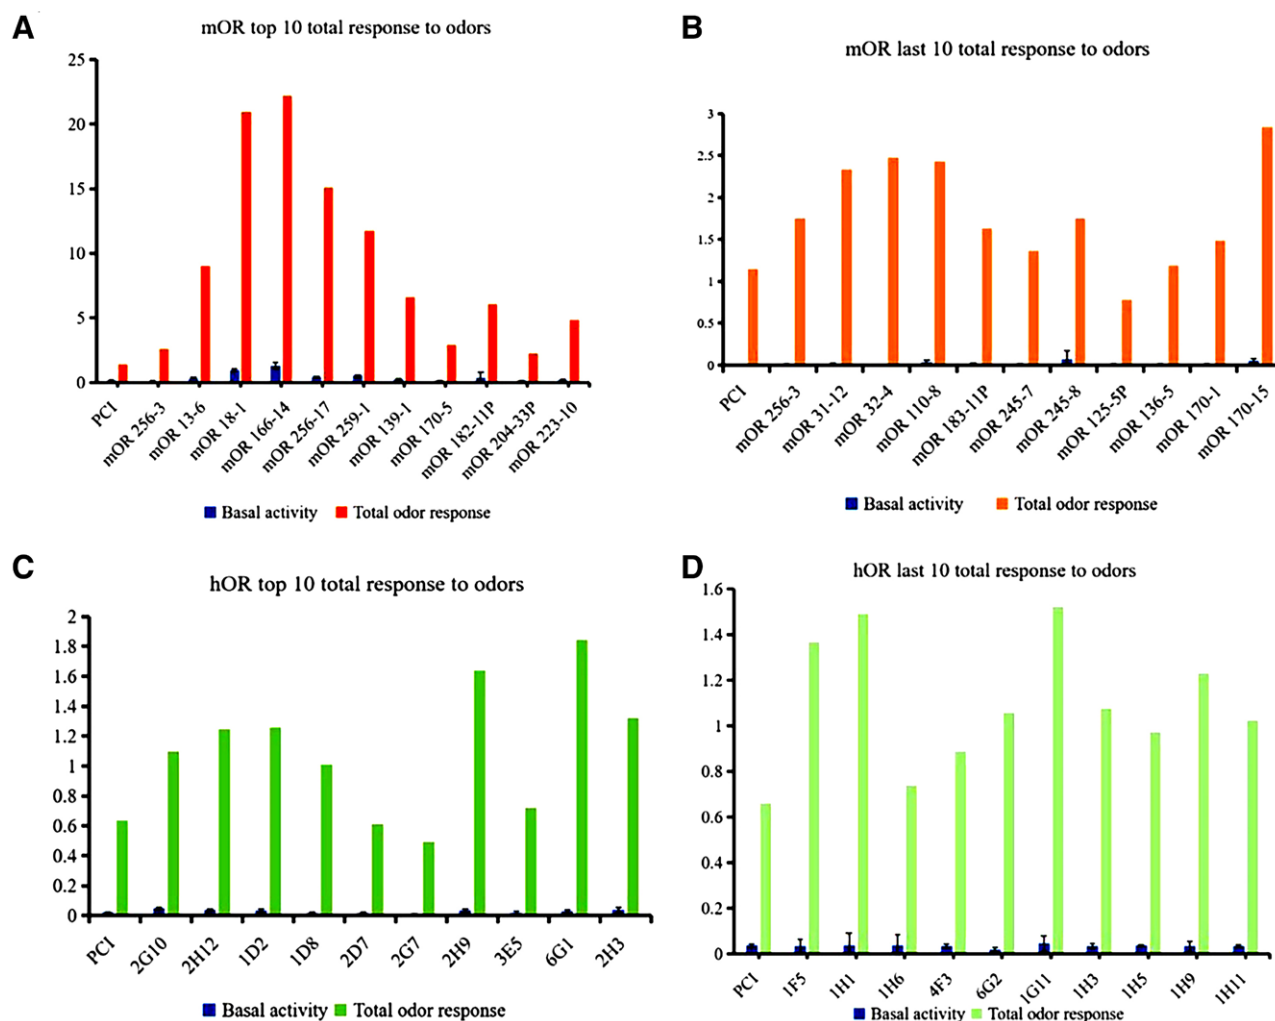 A
mOR top 10 total response to odors
25
20
15
10
5
0
PCI
mOR 256-3
mOR 13-6
mOR 18-1
mOR 166-14
mOR 256-17
mOR 259-1
mOR 139-1
mOR 170-5
mOR 182-11P
mOR 204-33P
mOR 223-10
Basal activity
Total odor response
B
mOR last 10 total response to odors
3
2.5
2
1.5
1
0.5
0
PCI
mOR 256-3
mOR 31-12
mOR 32-4
mOR 110-8
mOR 183-11P
mOR 245-7
mOR 245-8
mOR 125-5P
mOR 136-5
mOR 170-1
mOR 170-15
Basal activity
Total odor response
C
hOR top 10 total response to odors
2
1.8
1.6
1.4
1.2
1
0.8
0.6
0.4
0.2
0
PCI
2G10
2H12
1D2
1D8
2D7
2G7
2H9
3E5
6G1
2H3
Basal activity
Total odor response
D
hOR last 10 total response to odors
1.6
1.4
1.2
1
0.8
0.6
0.4
0.2
0
PCI
1F5
1H1
1H6
4F3
6G2
1G11
1H3
1H5
1H9
1H11
Basal activity
Total odor response